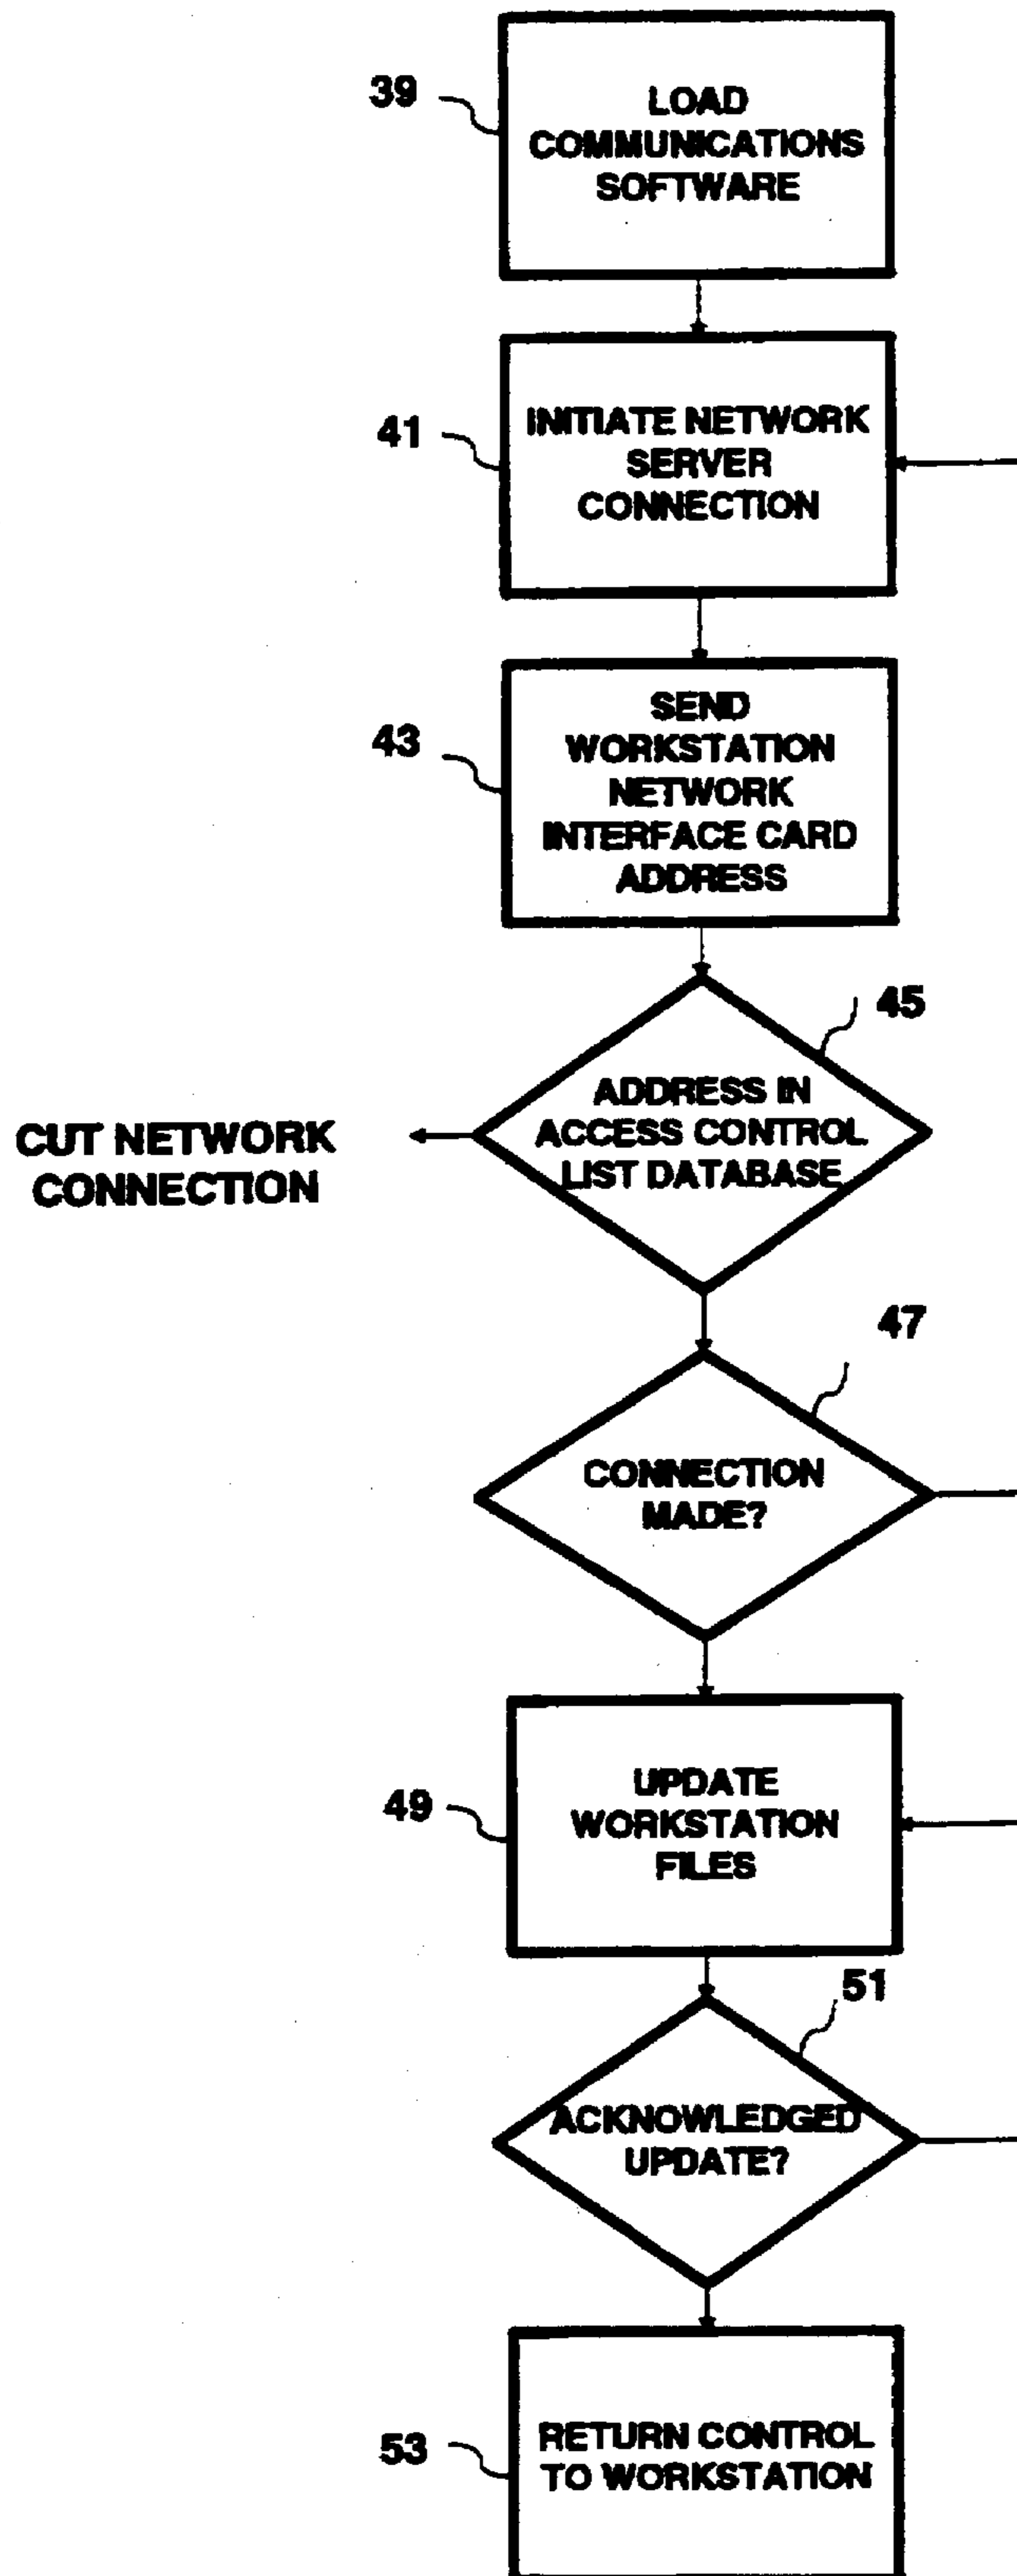 39
LOAD
COMMUNICATIONS
SOFTWARE
41
INITIATE NETWORK
SERVER
CONNECTION
43
SEND
WORKSTATION
NETWORK
INTERFACE CARD
ADDRESS
45
ADDRESS IN
ACCESS CONTROL
LIST DATABASE
CUT NETWORK
CONNECTION
47
CONNECTION
MADE?
49
UPDATE
WORKSTATION
FILES
51
ACKNOWLEDGED
UPDATE?
53
RETURN CONTROL
TO WORKSTATION